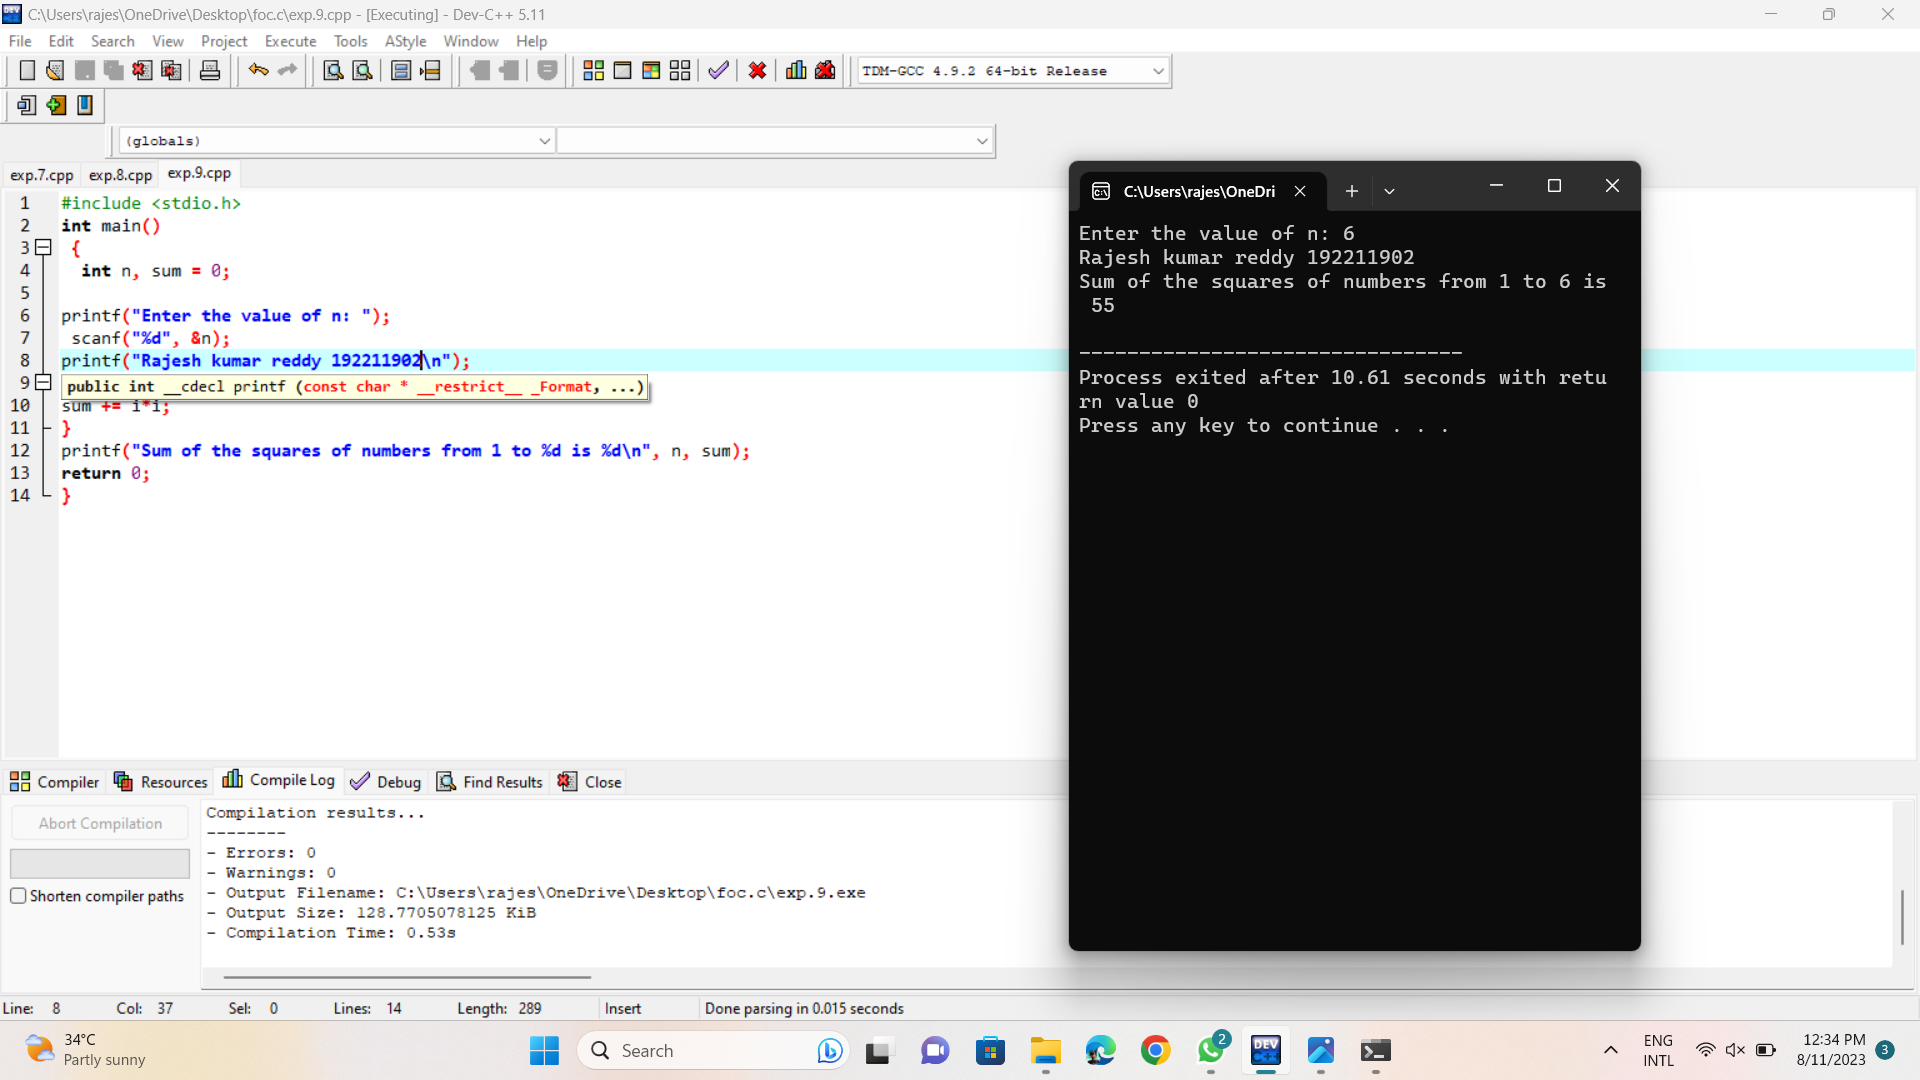 C:\Users\rajes\OneDrive\Desktop\foc.c\exp.9.cpp - [Executing] - Dev-C++ 5.11
File Edit Search View Project Execute Tools AStyle Window Help
TDM-GCC 4.9.2 64-bit Release
(globals)
exp.7.cpp exp.8.cpp exp.9.cpp
1 #include <stdio.h>
2 int main()
3 {
4 int n, sum = 0;
5
6 printf("Enter the value of n: ");
7 scanf("%d", &n);
8 printf("Rajesh kumar reddy 192211902\n");
9 public int __cdecl printf (const char * __restrict__ _Format, ...)
10 sum += i*i;
11 }
12 printf("Sum of the squares of numbers from 1 to %d is %d\n", n, sum);
13 return 0;
14 }
C:\Users\rajes\OneDri
Enter the value of n: 6
Rajesh kumar reddy 192211902
Sum of the squares of numbers from 1 to 6 is
55
--------------------------------
Process exited after 10.61 seconds with retu
rn value 0
Press any key to continue . . .
Compiler Resources Compile Log Debug Find Results Close
Abort Compilation
Shorten compiler paths
Compilation results...
--------
- Errors: 0
- Warnings: 0
- Output Filename: C:\Users\rajes\OneDrive\Desktop\foc.c\exp.9.exe
- Output Size: 128.7705078125 KiB
- Compilation Time: 0.53s
Line: 8 Col: 37 Sel: 0 Lines: 14 Length: 289 Insert Done parsing in 0.015 seconds
34°C
Partly sunny
Search
2
DEV
ENG
INTL
12:34 PM
8/11/2023
3